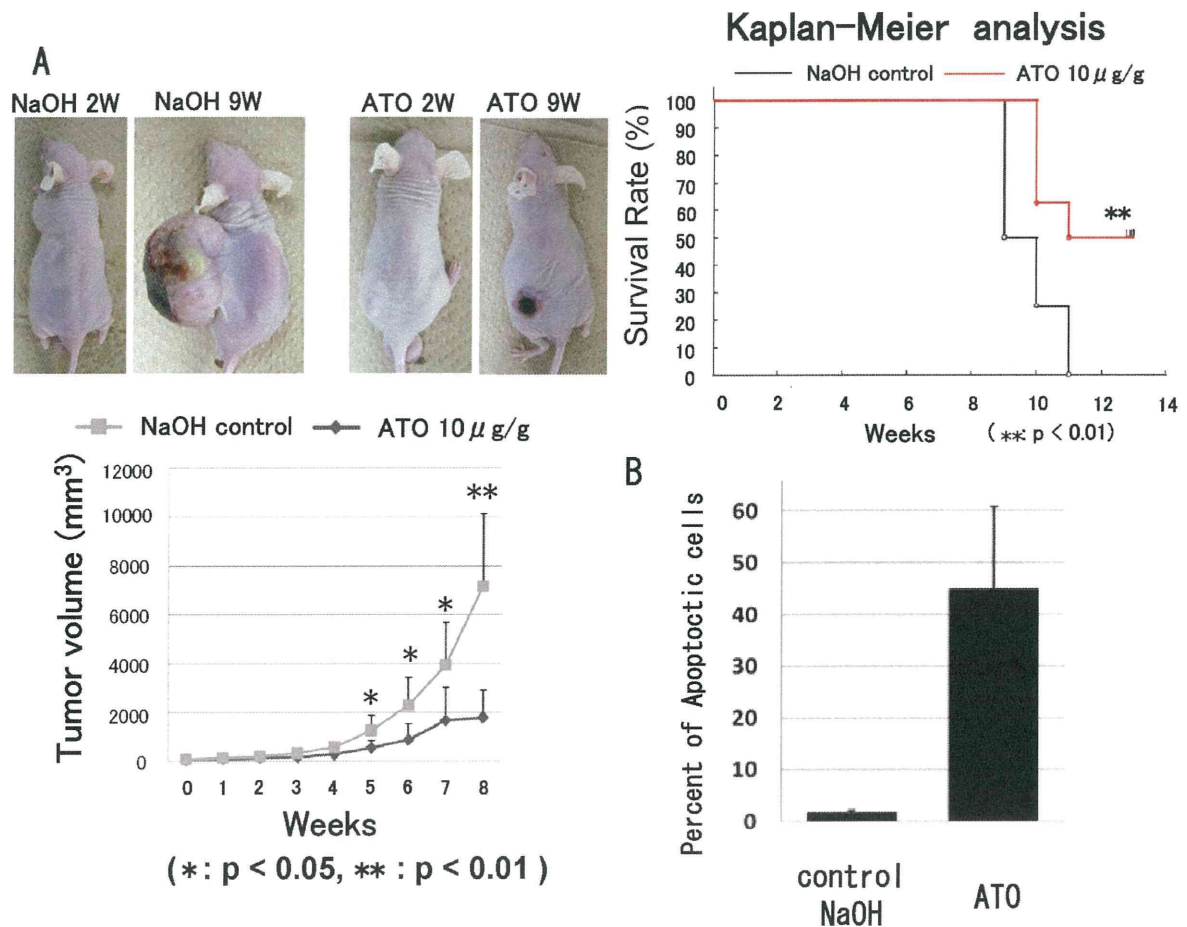 A
NaOH 2W
NaOH 9W
ATO 2W
ATO 9W
NaOH control
ATO 10μg/g
Tumor volume (mm³)
12000
10000
8000
6000
4000
2000
0
**
*
*
*
0 1 2 3 4 5 6 7 8
Weeks
(*: p < 0.05, ** : p < 0.01 )
Kaplan-Meier analysis
NaOH control
ATO 10μg/g
Survival Rate (%)
100
90
80
70
60
50
40
30
20
100
0
**
0 2 4 6 8 10 12 14
Weeks
(**: p < 0.01)
B
Percent of Apoptoctic cells
60
50
40
30
20
10
0
control
NaOH
ATO